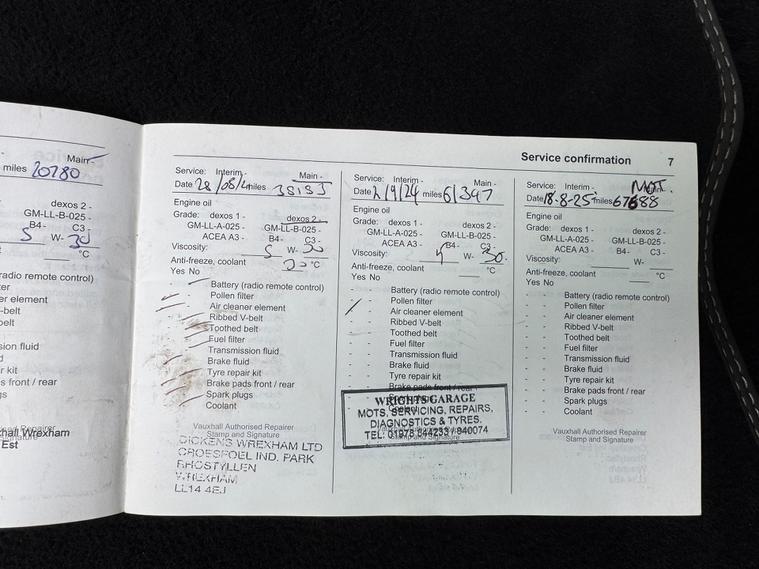 Main-
miles 20780
dexos 2 -
GM-LL-B-025 -
B4 - C3 -
5 W- 30
°C
(radio remote control)
er element
-belt
belt
sion fluid
d
r kit
s front / rear
gs
hall Wrexham
Est
Service confirmation 7
Service: Interim - Main -
Date 28/08/ miles
Engine oil
Grade: dexos 1 - dexos 2 -
GM-LL-A-025 - GM-LL-B-025 -
ACEA A3 - B4 - C3 -
Viscosity: 5 W- 30
Anti-freeze, coolant °C
Yes No
- - Battery (radio remote control)
- Pollen filter
- Air cleaner element
- Ribbed V-belt
- Toothed belt
- Fuel filter
- Transmission fluid
- Brake fluid
- Tyre repair kit
- Brake pads front / rear
- Spark plugs
- Coolant
Vauxhall Authorised Repairer
Stamp and Signature
DICKENS WREXHAM LTD
CROESFOEL IND. PARK
RHOSTYLLEN
WREXHAM
LL14 4EJ
Service: Interim - Main -
Date 2/9/24 miles 61347
Engine oil
Grade: dexos 1 - dexos 2 -
GM-LL-A-025 - GM-LL-B-025 -
ACEA A3 - B4 - C3 -
Viscosity: W- 30
Anti-freeze, coolant °C
Yes No
- - Battery (radio remote control)
- - Pollen filter
- Air cleaner element
- - Ribbed V-belt
- - Toothed belt
- - Fuel filter
- - Transmission fluid
- - Brake fluid
- - Tyre repair kit
- - Brake pads front / rear
WRIGHTS GARAGE
MOTS, SERVICING, REPAIRS,
DIAGNOSTICS & TYRES.
TEL: 01978 844233 / 840074
Service: Interim - MOT.
Date 18-8-25 miles 67688
Engine oil
Grade: dexos 1 - dexos 2 -
GM-LL-A-025 - GM-LL-B-025 -
ACEA A3 - B4 - C3 -
Viscosity: W-
Anti-freeze, coolant °C
Yes No
- - Battery (radio remote control)
- - Pollen filter
- - Air cleaner element
- - Ribbed V-belt
- - Toothed belt
- - Fuel filter
- - Transmission fluid
- - Brake fluid
- - Tyre repair kit
- - Brake pads front / rear
- - Spark plugs
- - Coolant
Vauxhall Authorised Repairer
Stamp and Signature